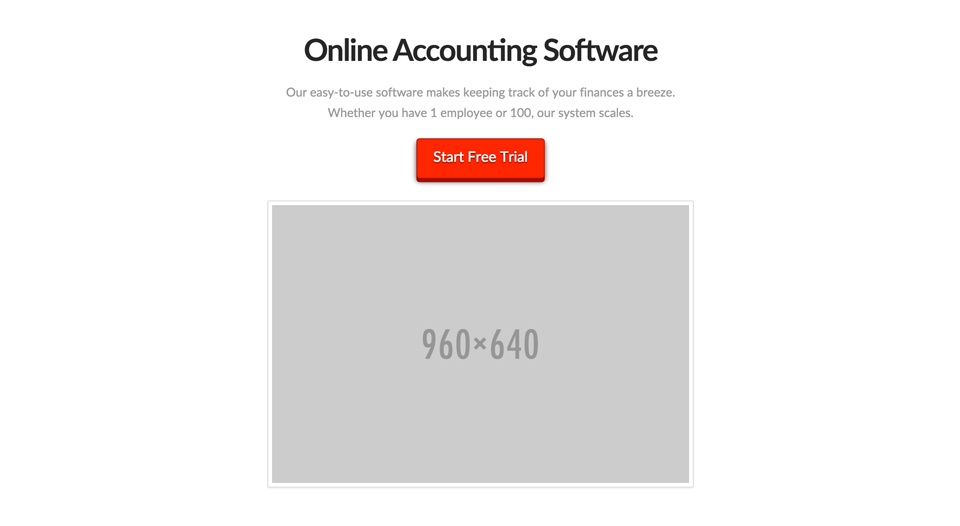 Online Accounting Software
Our easy-to-use software makes keeping track of your finances a breeze.
Whether you have 1 employee or 100, our system scales.
Start Free Trial
960×640